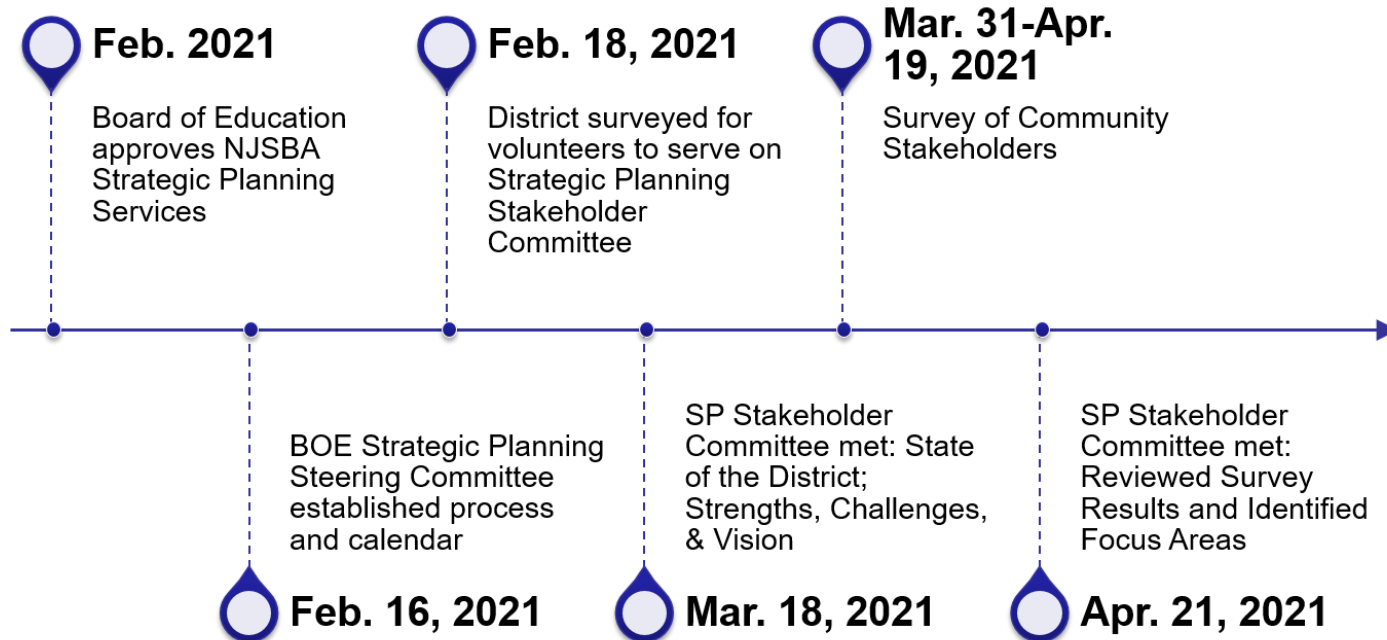 Feb. 2021
Board of Education
approves NJSBA
Strategic Planning
Services
Feb. 18, 2021
District surveyed for
volunteers to serve on
Strategic Planning
Stakeholder
Committee
Mar. 31-Apr.
19, 2021
Survey of Community
Stakeholders
BOE Strategic Planning
Steering Committee
established process
and calendar
Feb. 16, 2021
SP Stakeholder
Committee met: State
of the District;
Strengths, Challenges,
& Vision
Mar. 18, 2021
SP Stakeholder
Committee met:
Reviewed Survey
Results and Identified
Focus Areas
Apr. 21, 2021